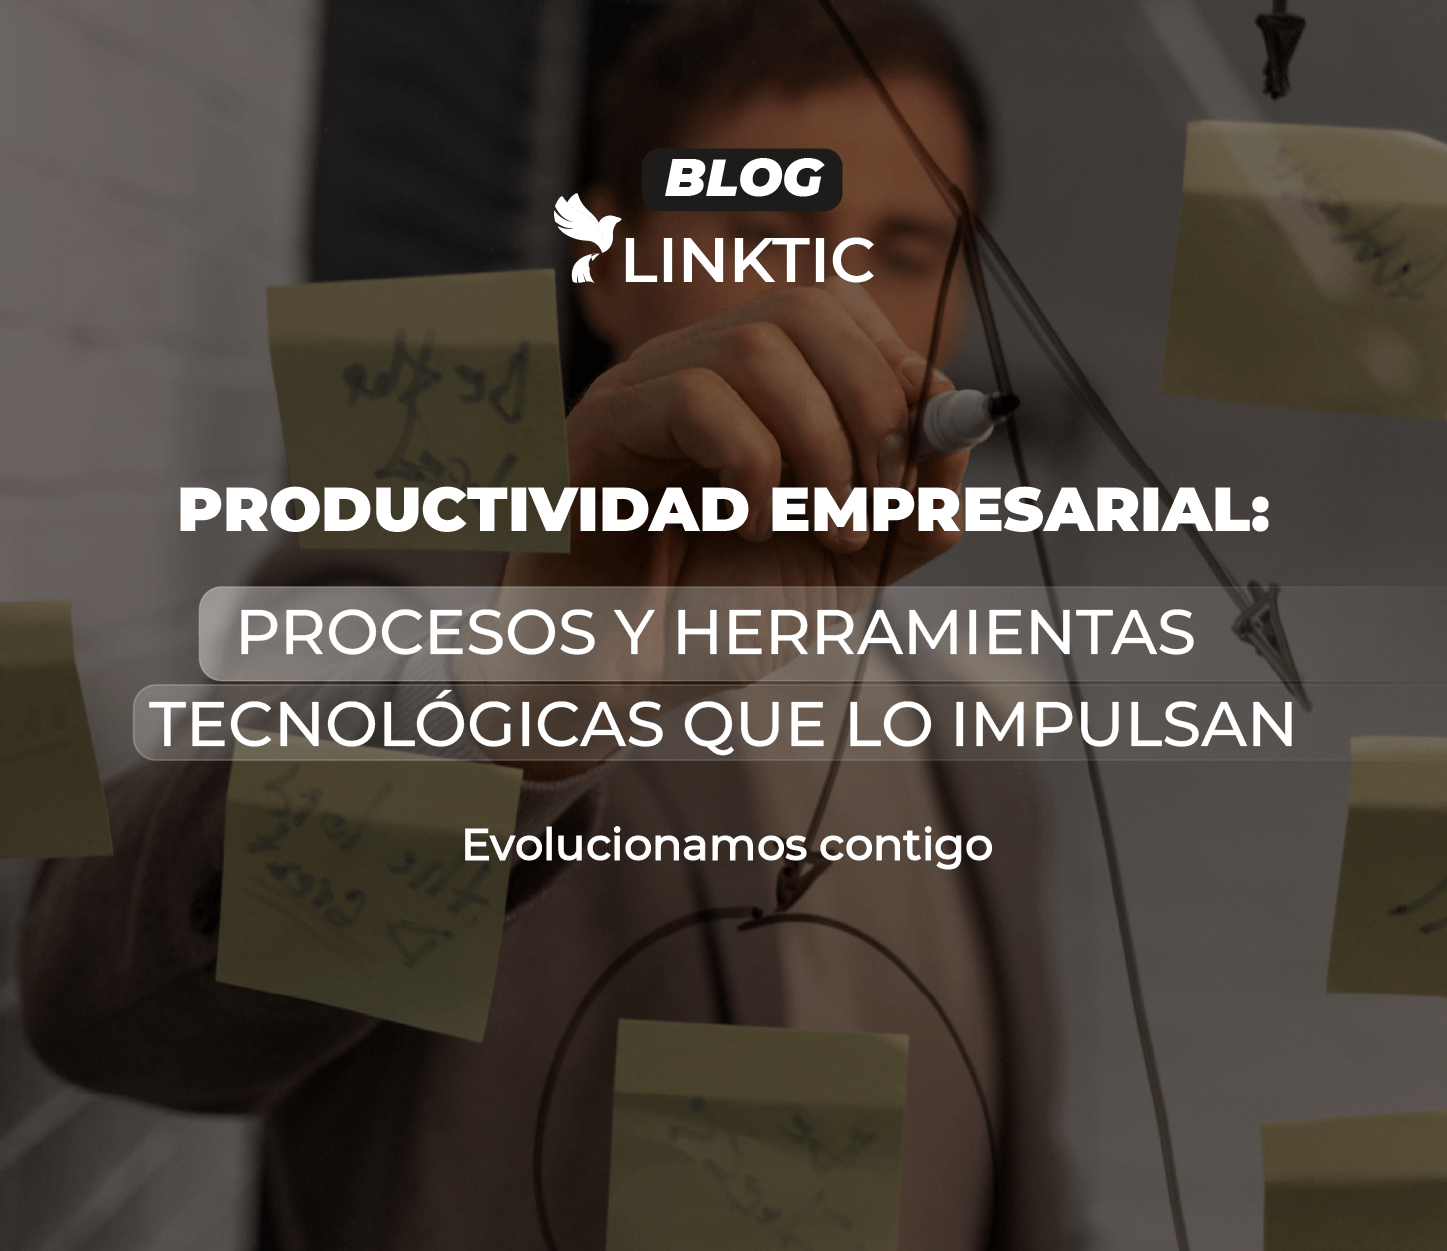 BLOG
LINKTIC
PRODUCTIVIDAD EMPRESARIAL:
PROCESOS Y HERRAMIENTAS
TECNOLÓGICAS QUE LO IMPULSAN
Evolucionamos contigo